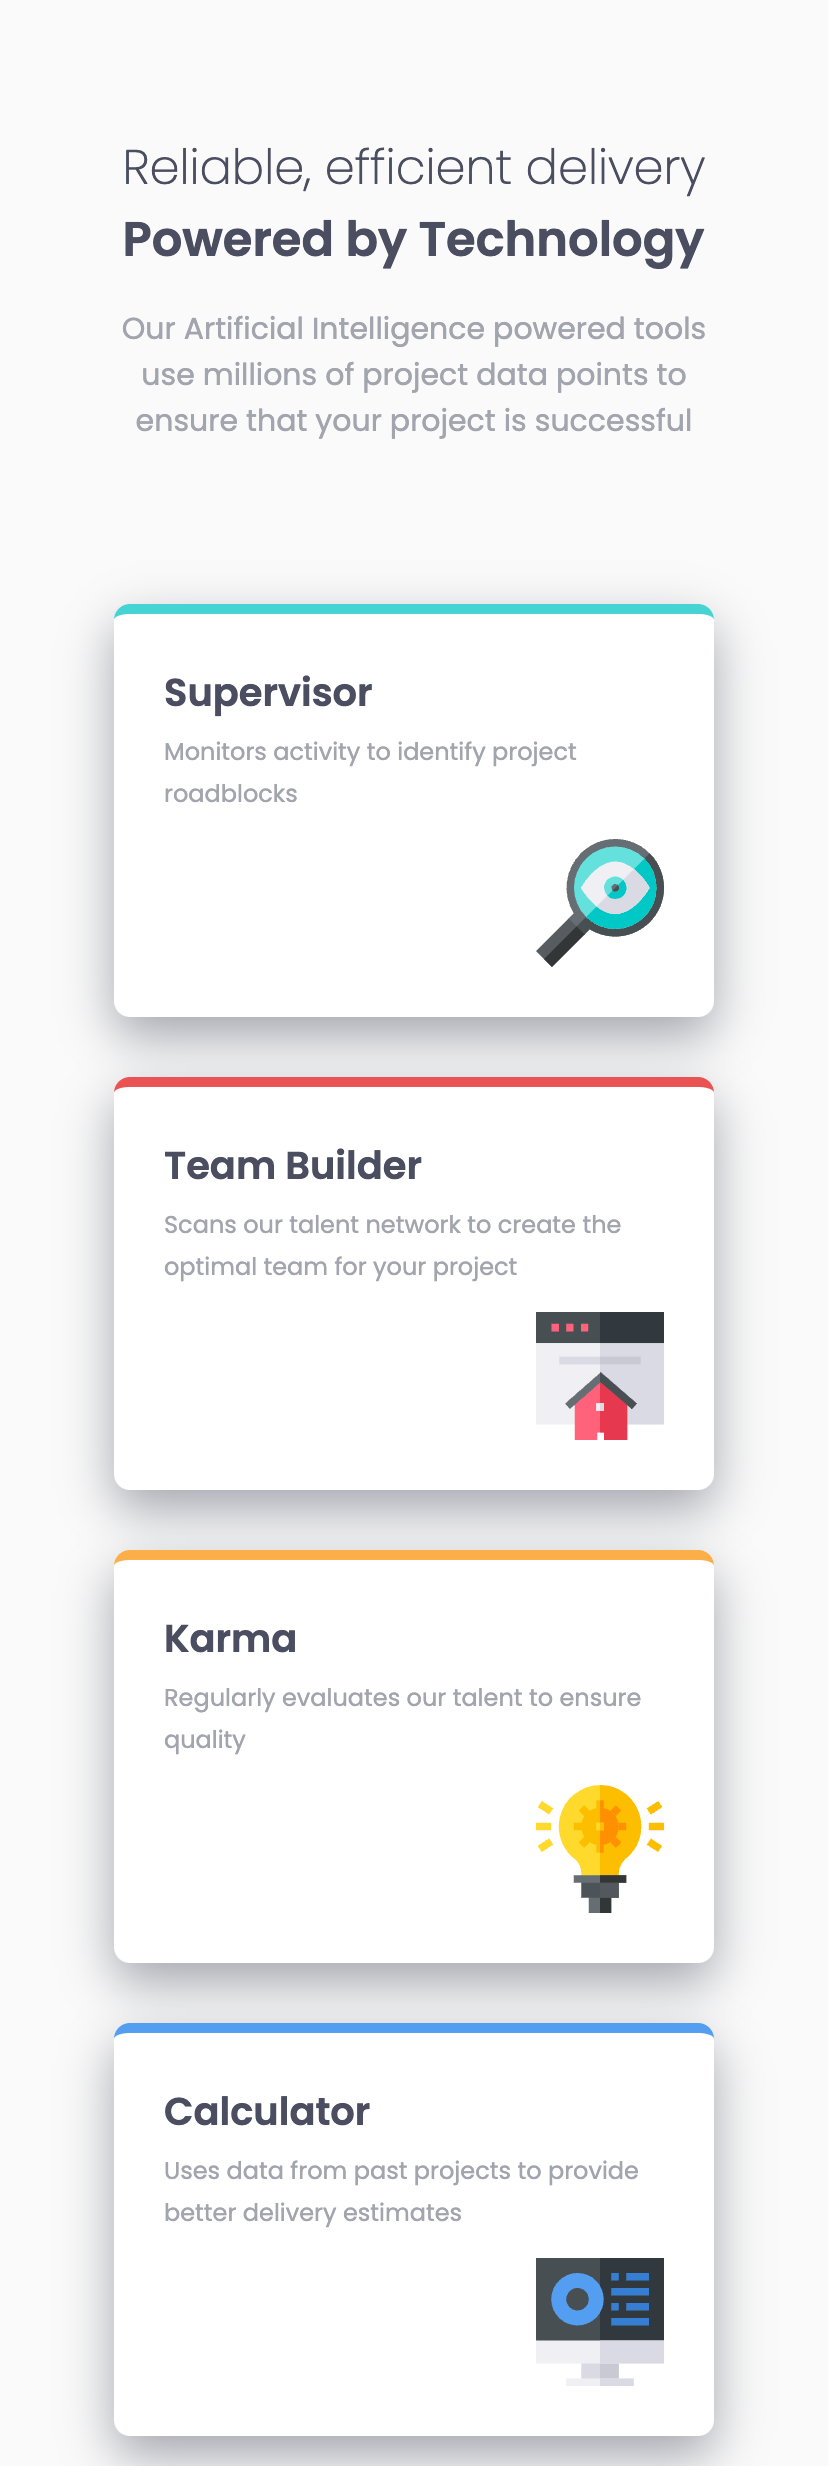 Reliable, efficient delivery
Powered by Technology
Our Artificial Intelligence powered tools
use millions of project data points to
ensure that your project is successful
Supervisor
Monitors activity to identify project
roadblocks
Team Builder
Scans our talent network to create the
optimal team for your project
Karma
Regularly evaluates our talent to ensure
quality
Calculator
Uses data from past projects to provide
better delivery estimates